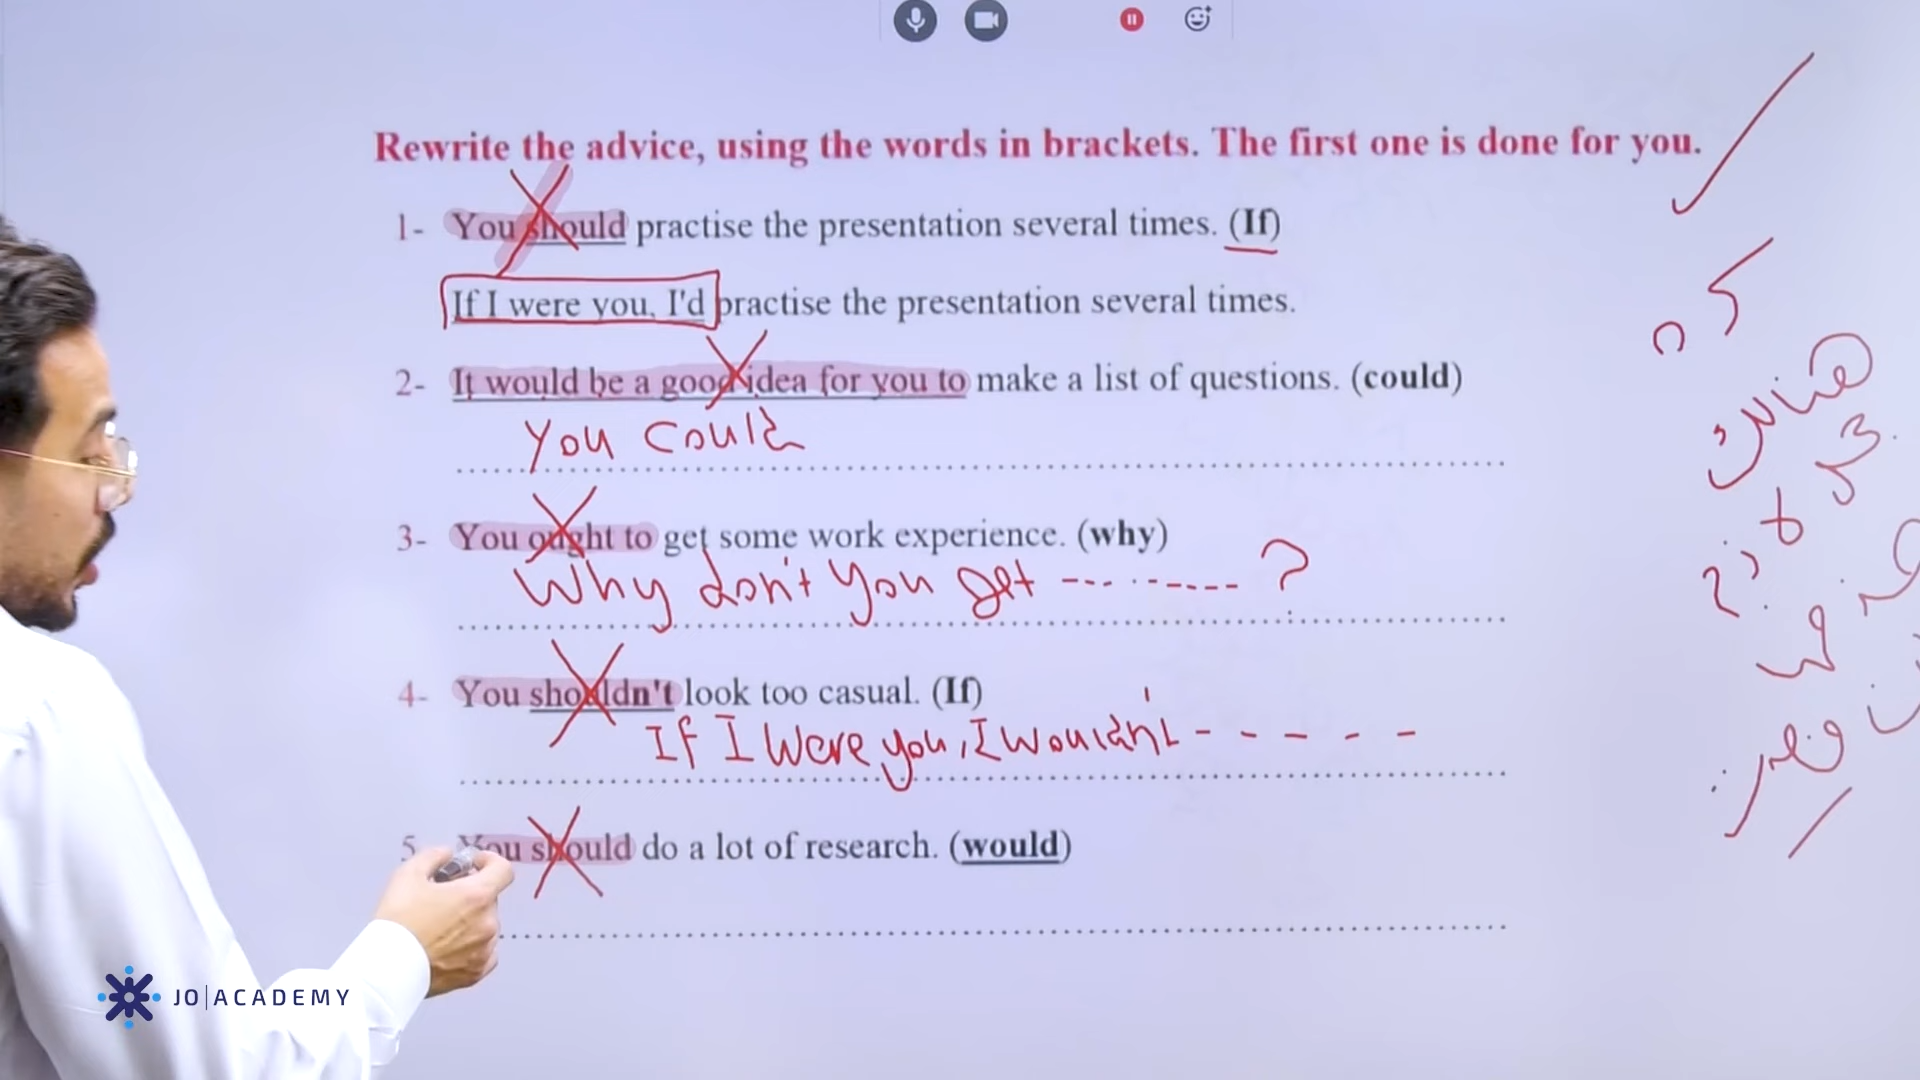 Rewrite the advice, using the words in brackets. The first one is done for you.
1- You should practise the presentation several times. (If)
If I were you, I'd practise the presentation several times.
2- It would be a good idea for you to make a list of questions. (could)
You could
3- You ought to get some work experience. (why)
Why don't you get --- ----- ?
4- You shouldn't look too casual. (If)
If I were you, I wouldn't - - - - -
5 You should do a lot of research. (would)
JO|ACADEMY